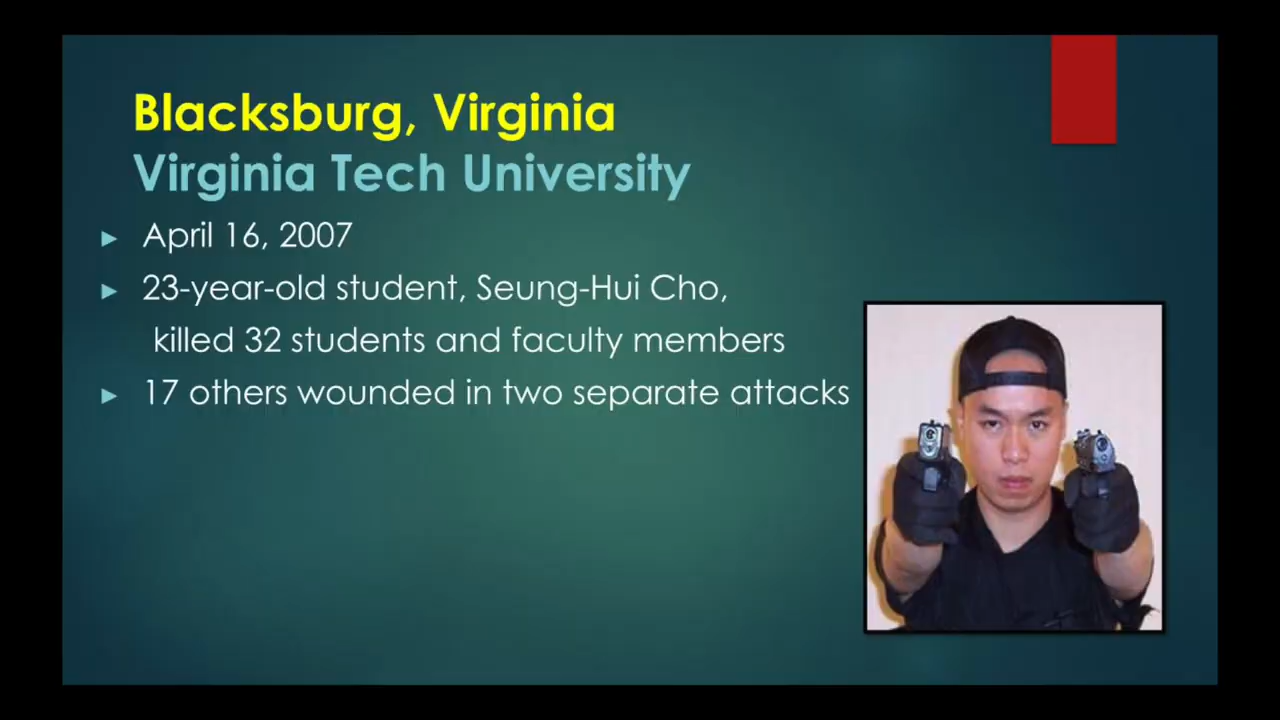 Blacksburg, Virginia
Virginia Tech University
April 16, 2007
23-year-old student, Seung-Hui Cho,
killed 32 students and faculty members
17 others wounded in two separate attacks